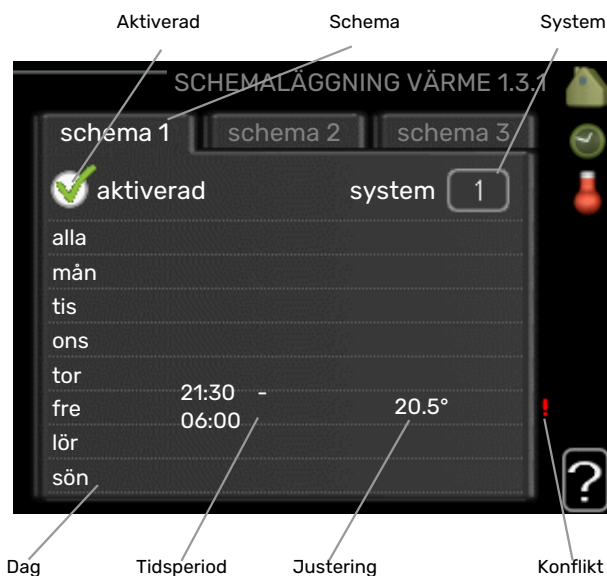 Aktiverad Schema System
SCHEMALÄGGNING VÄRME 1.3.1
schema 1 schema 2 schema 3
aktiverad system 1
alla
mån
tis
ons
tor
fre 21:30 - 06:00 20.5° !
lör
sön
?
Dag Tidsperiod Justering Konflikt